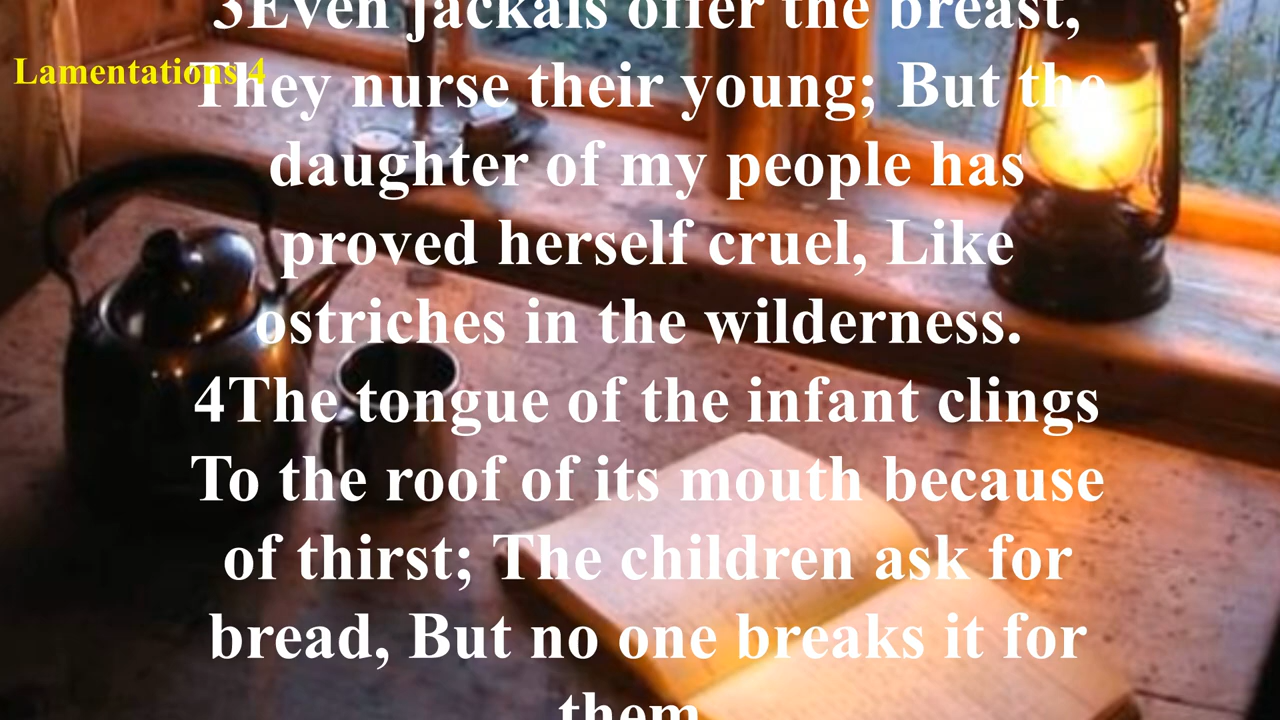 3Even jackals offer the breast,
Lamentations 4
They nurse their young; But the
daughter of my people has
proved herself cruel, Like
ostriches in the wilderness.
4The tongue of the infant clings
To the roof of its mouth because
of thirst; The children ask for
bread, But no one breaks it for
them